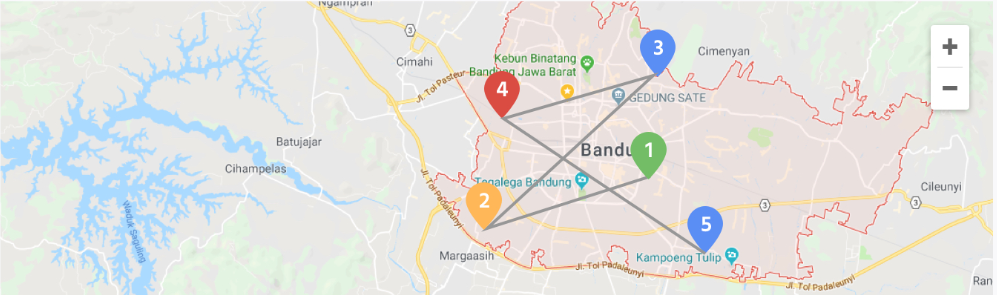 Ngamprah
3
Cimahi
Kebun Binatang
Bandung Jawa Barat
3
Cimenyan
+
−
Jl. Tol Pasteur
4
GEDUNG SATE
Batujajar
Cihampelas
Bandu
1
Tegalega Bandung
Cileunyi
2
3
Waduk Saguling
Jl. Tol Padaleunyi
5
Margaasih
Kampoeng Tulip
Jl. Tol Padaleunyi
Jl. Tol Padaleunyi
Ran